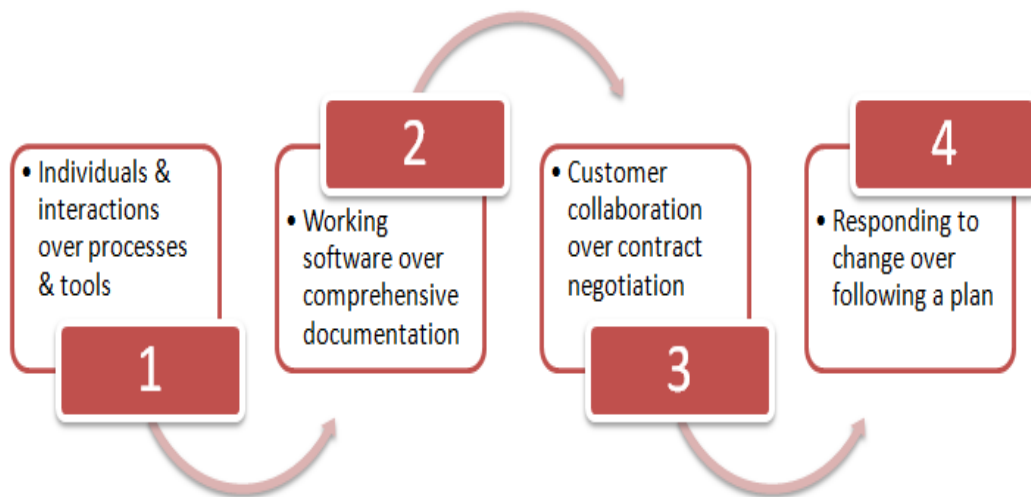 • Individuals &
interactions
over processes
& tools
1
2
• Working
software over
comprehensive
documentation
• Customer
collaboration
over contract
negotiation
3
4
• Responding to
change over
following a plan